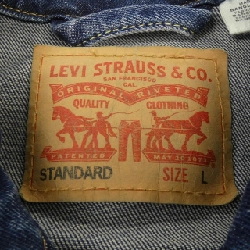 LEVI STRAUSS & CO.
SAN FRANCISCO
CAL.
ORIGINAL RIVETED
QUALITY CLOTHING
PATENTED MAY 20 1873
STANDARD SIZE L